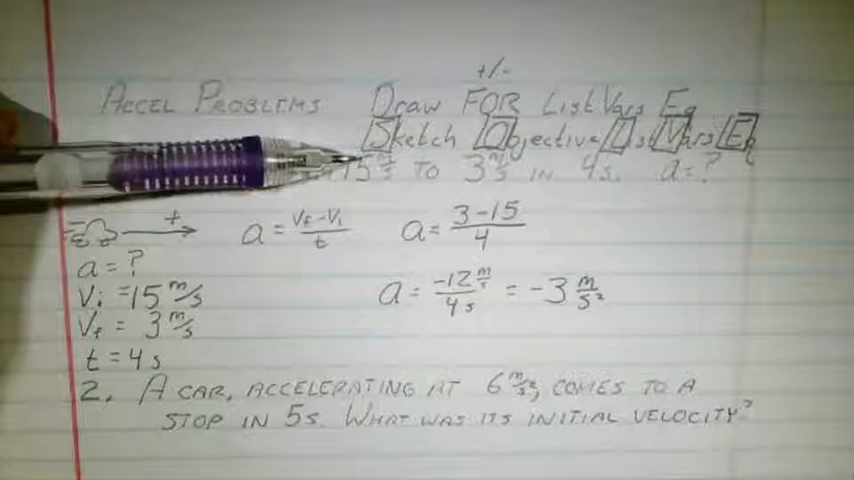 +/-
ACCEL PROBLEMS Draw FOR List Vars Eq
Sketch Objective List Vars Eq
15 m/s TO 3 m/s IN 4s. a=?
+
a = (Vf-Vi)/t a = (3-15)/4
a = ?
Vi = 15 m/s a = (-12 m/s)/4s = -3 m/s²
Vf = 3 m/s
t = 4s
2. A CAR, ACCELERATING AT 6 m/s², COMES TO A
STOP IN 5s. WHAT WAS ITS INITIAL VELOCITY?